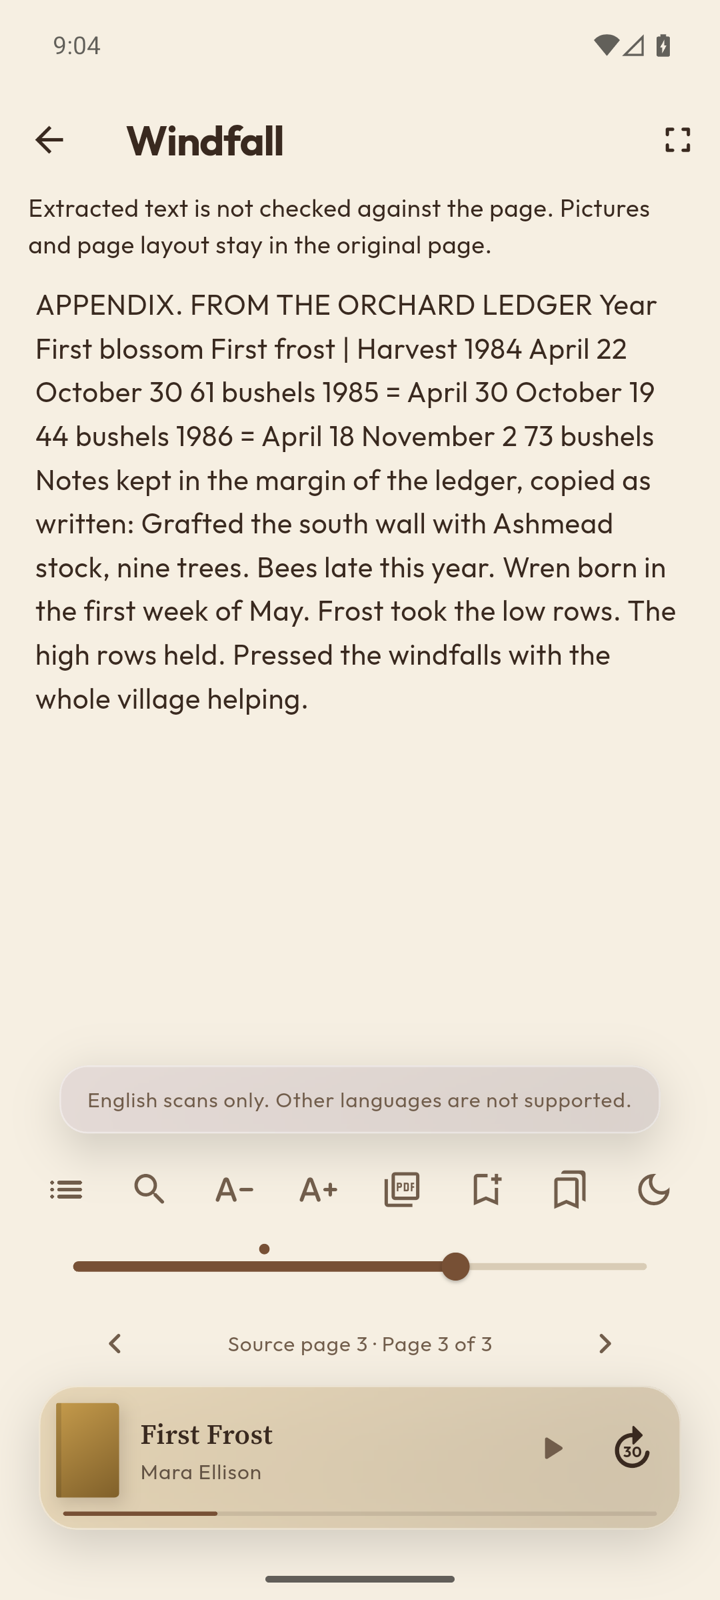 9:04
Windfall
Extracted text is not checked against the page. Pictures
and page layout stay in the original page.
APPENDIX. FROM THE ORCHARD LEDGER Year
First blossom First frost | Harvest 1984 April 22
October 30 61 bushels 1985 = April 30 October 19
44 bushels 1986 = April 18 November 2 73 bushels
Notes kept in the margin of the ledger, copied as
written: Grafted the south wall with Ashmead
stock, nine trees. Bees late this year. Wren born in
the first week of May. Frost took the low rows. The
high rows held. Pressed the windfalls with the
whole village helping.
English scans only. Other languages are not supported.
A− A+ PDF
Source page 3 · Page 3 of 3
First Frost
Mara Ellison
30